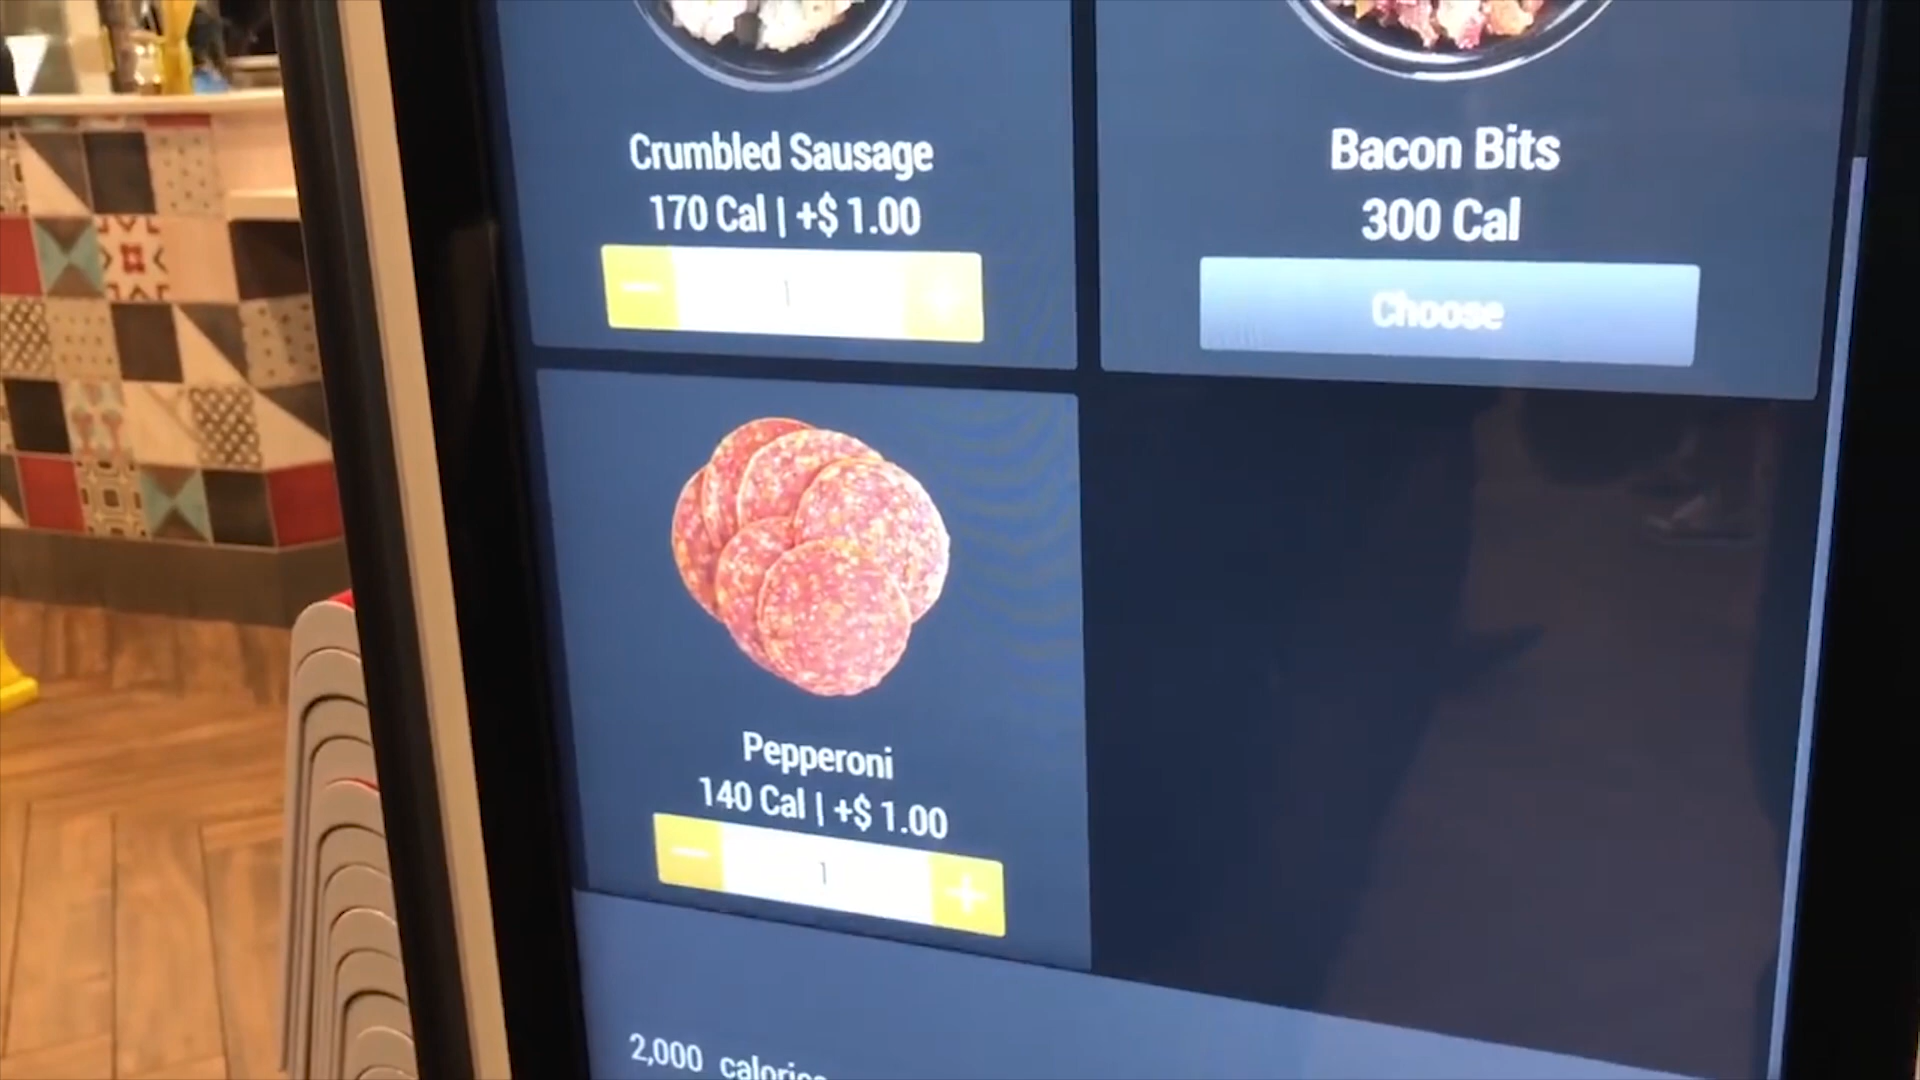 Crumbled Sausage
170 Cal | +$ 1.00
− 1 +
Bacon Bits
300 Cal
Choose
Pepperoni
140 Cal | +$ 1.00
− 1 +
2,000 calories